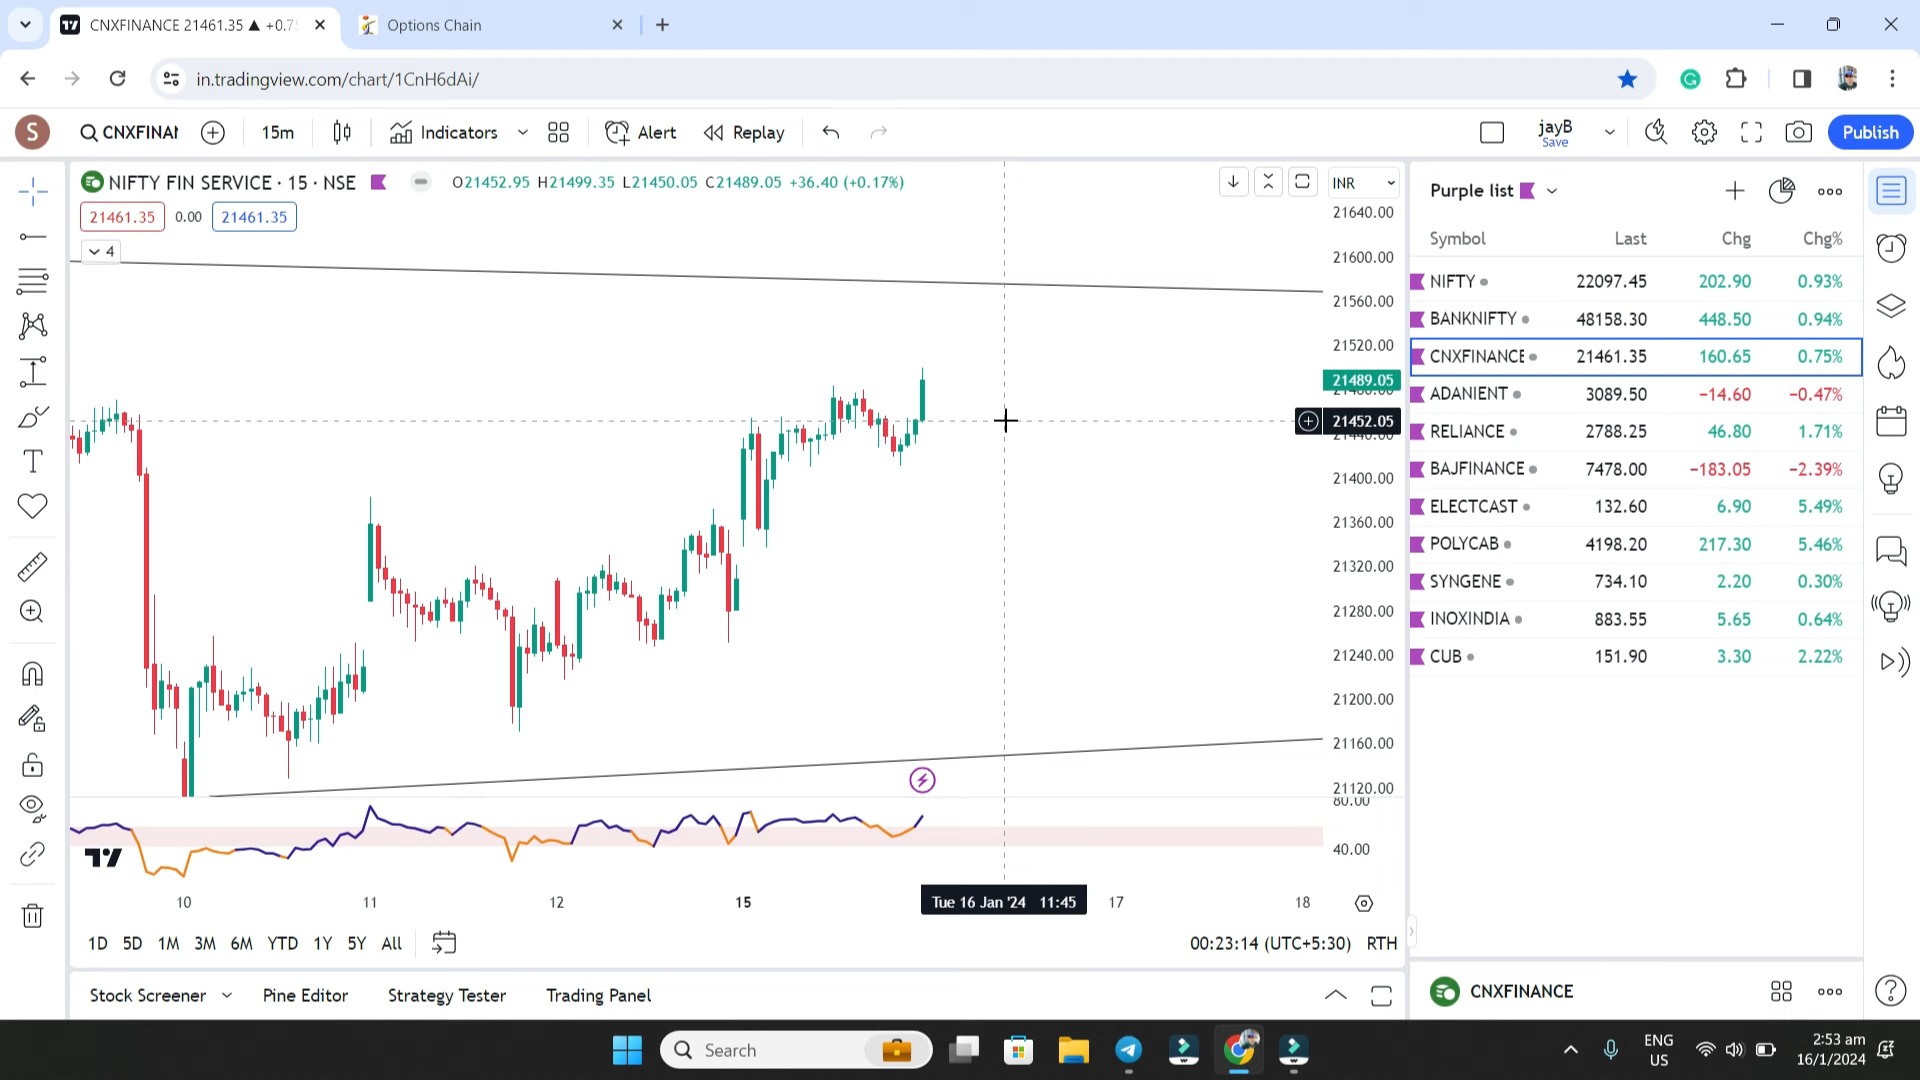 CNXFINANCE 21461.35 ▲ +0.7
Options Chain
in.tradingview.com/chart/1CnH6dAi/
S
CNXFINAN
15m
Indicators
Alert
Replay
jayB
Save
Publish
NIFTY FIN SERVICE · 15 · NSE
O21452.95 H21499.35 L21450.05 C21489.05 +36.40 (+0.17%)
INR
21461.35
0.00
21461.35
4
21640.00
21600.00
21560.00
21520.00
21489.05
21452.05
21440.00
21400.00
21360.00
21320.00
21280.00
21240.00
21200.00
21160.00
21120.00
80.00
40.00
10
11
12
15
Tue 16 Jan '24 11:45
17
18
1D 5D 1M 3M 6M YTD 1Y 5Y All
00:23:14 (UTC+5:30) RTH
Stock Screener
Pine Editor
Strategy Tester
Trading Panel
Purple list
Symbol Last Chg Chg%
NIFTY 22097.45 202.90 0.93%
BANKNIFTY 48158.30 448.50 0.94%
CNXFINANCE 21461.35 160.65 0.75%
ADANIENT 3089.50 −14.60 −0.47%
RELIANCE 2788.25 46.80 1.71%
BAJFINANCE 7478.00 −183.05 −2.39%
ELECTCAST 132.60 6.90 5.49%
POLYCAB 4198.20 217.30 5.46%
SYNGENE 734.10 2.20 0.30%
INOXINDIA 883.55 5.65 0.64%
CUB 151.90 3.30 2.22%
CNXFINANCE
Search
ENG
US
2:53 am
16/1/2024